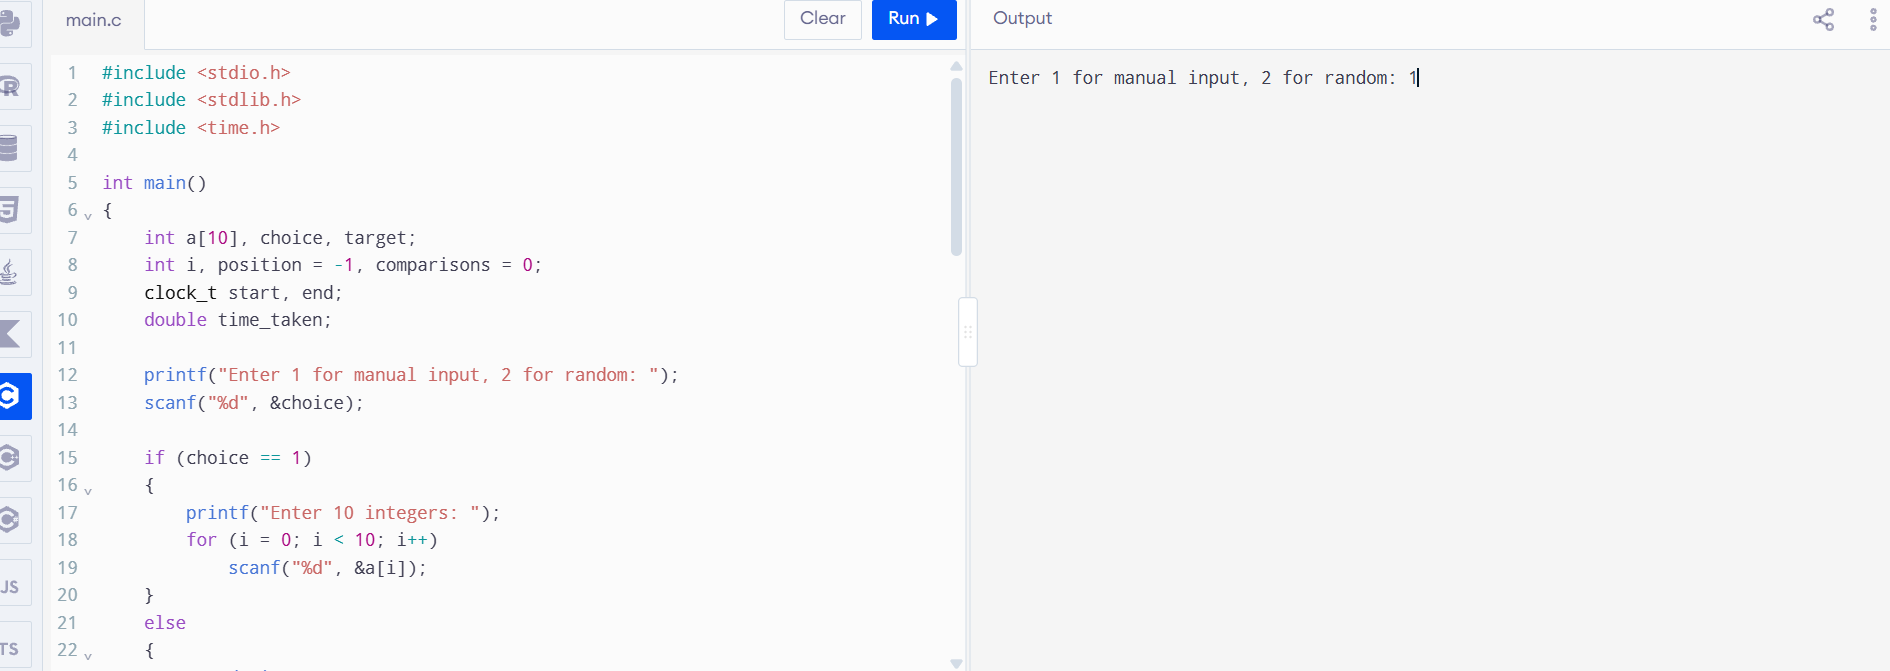 main.c
Clear
Run
Output
1 #include <stdio.h>
2 #include <stdlib.h>
3 #include <time.h>
4
5 int main()
6 {
7     int a[10], choice, target;
8     int i, position = -1, comparisons = 0;
9     clock_t start, end;
10     double time_taken;
11
12     printf("Enter 1 for manual input, 2 for random: ");
13     scanf("%d", &choice);
14
15     if (choice == 1)
16     {
17         printf("Enter 10 integers: ");
18         for (i = 0; i < 10; i++)
19             scanf("%d", &a[i]);
20     }
21     else
22     {
Enter 1 for manual input, 2 for random: 1
R
5
C
C
C
JS
TS